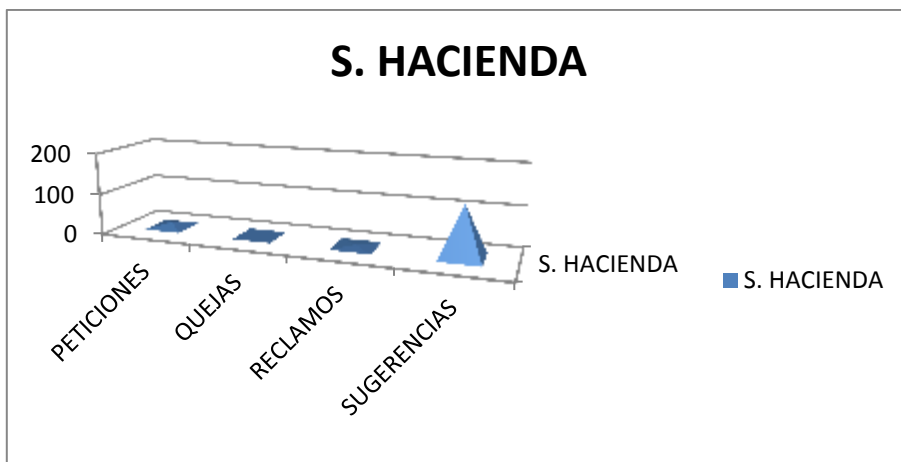 S. HACIENDA
200
100
0
PETICIONES
QUEJAS
RECLAMOS
SUGERENCIAS
S. HACIENDA
S. HACIENDA